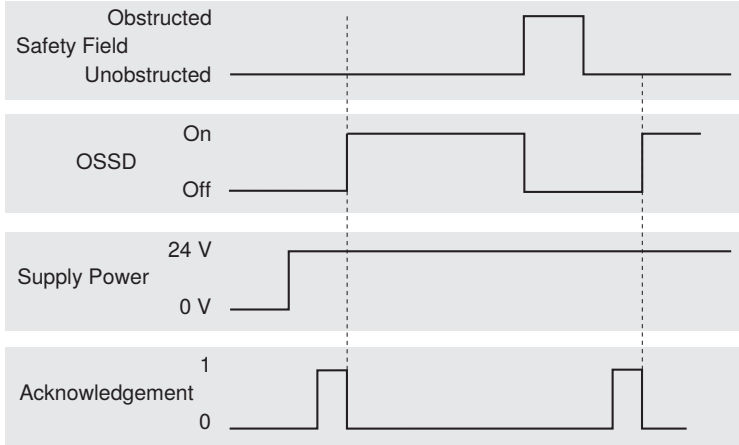 Obstructed
Safety Field
Unobstructed
On
OSSD
Off
24 V
Supply Power
0 V
1
Acknowledgement
0